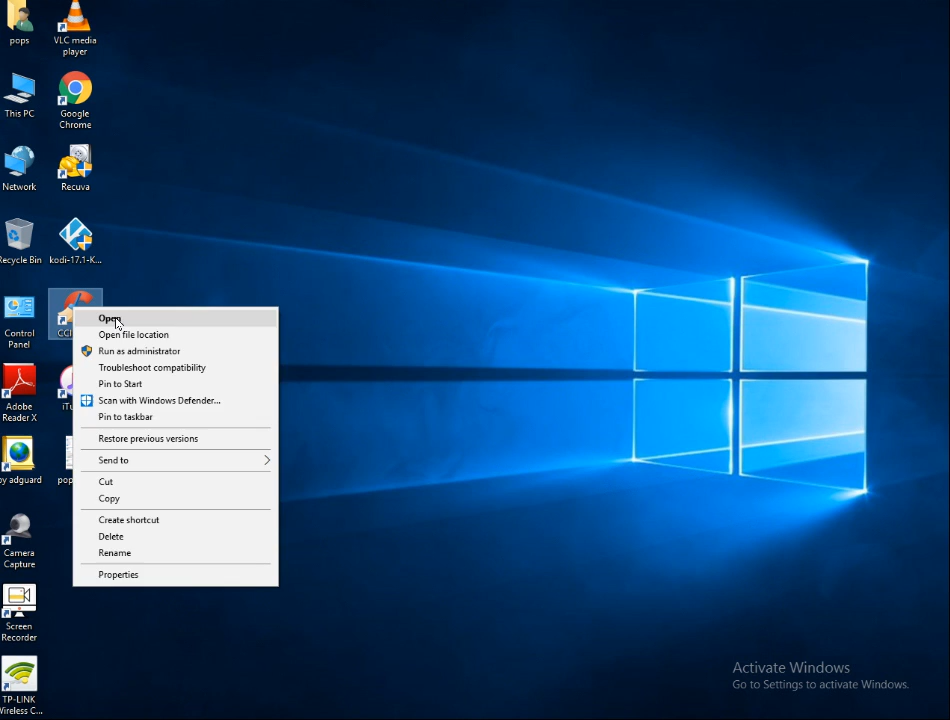 pops
VLC media
player
This PC
Google
Chrome
Network
Recuva
Recycle Bin
kodi-17.1-K...
Control
Panel
CCl
Adobe
Reader X
iTu
by adguard
pop
Camera
Capture
Screen
Recorder
TP-LINK
Wireless C...
Open
Open file location
Run as administrator
Troubleshoot compatibility
Pin to Start
Scan with Windows Defender...
Pin to taskbar
Restore previous versions
Send to
Cut
Copy
Create shortcut
Delete
Rename
Properties
Activate Windows
Go to Settings to activate Windows.